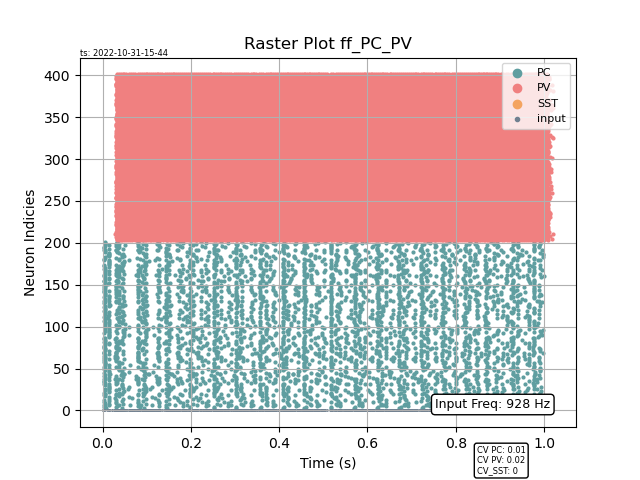 Raster Plot ff_PC_PV
ts: 2022-10-31-15-44
PC
PV
SST
input
Neuron Indicies
400
350
300
250
200
150
100
50
0
Input Freq: 928 Hz
0.0 0.2 0.4 0.6 0.8 1.0
Time (s)
CV PC: 0.01
CV PV: 0.02
CV_SST: 0